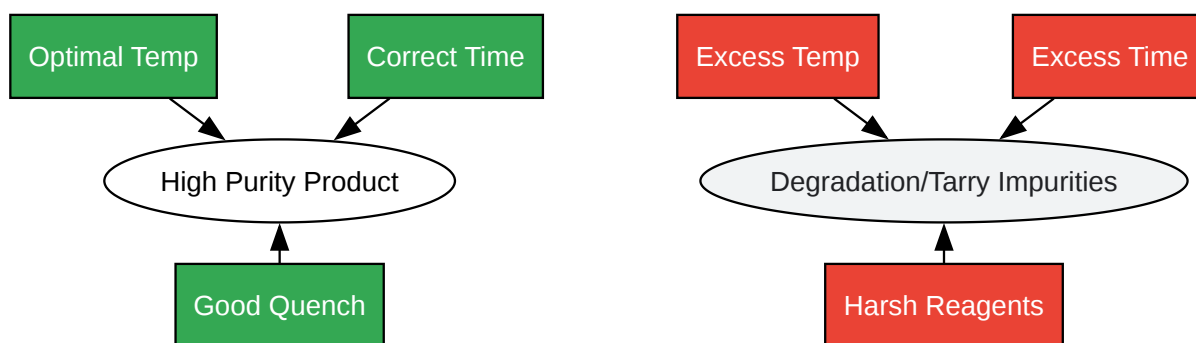 Optimal Temp
Correct Time
Excess Temp
Excess Time
High Purity Product
Degradation/Tarry Impurities
Good Quench
Harsh Reagents